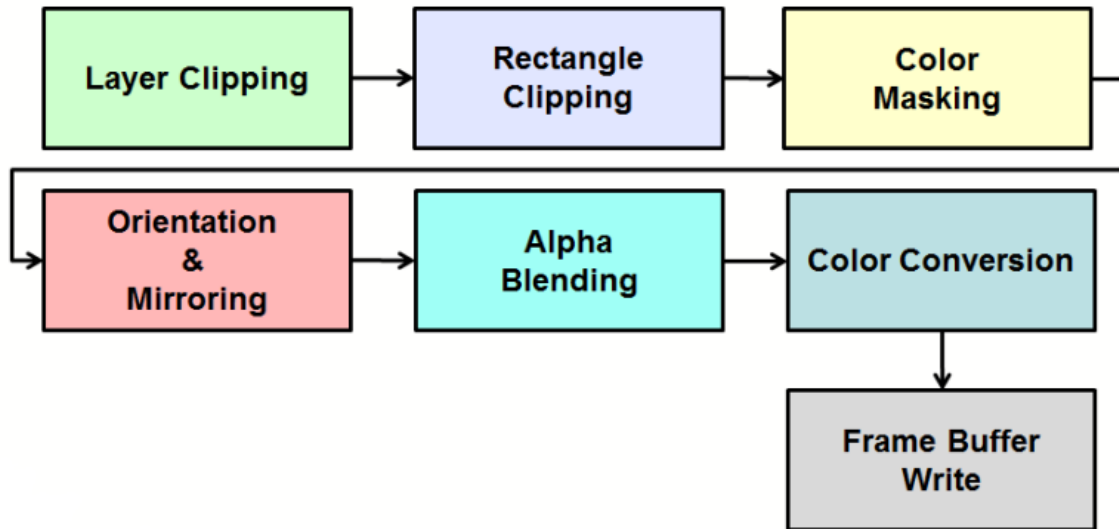 Layer Clipping
Rectangle
Clipping
Color
Masking
Orientation
&
Mirroring
Alpha
Blending
Color Conversion
Frame Buffer
Write